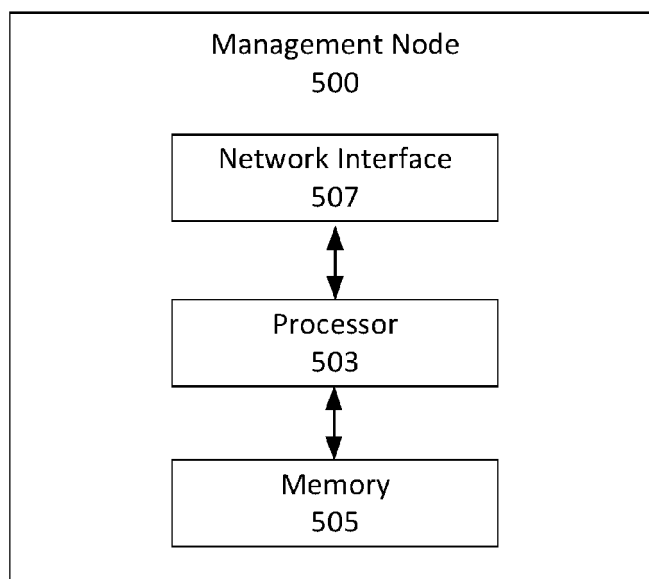 Management Node
500
Network Interface
507
Processor
503
Memory
505